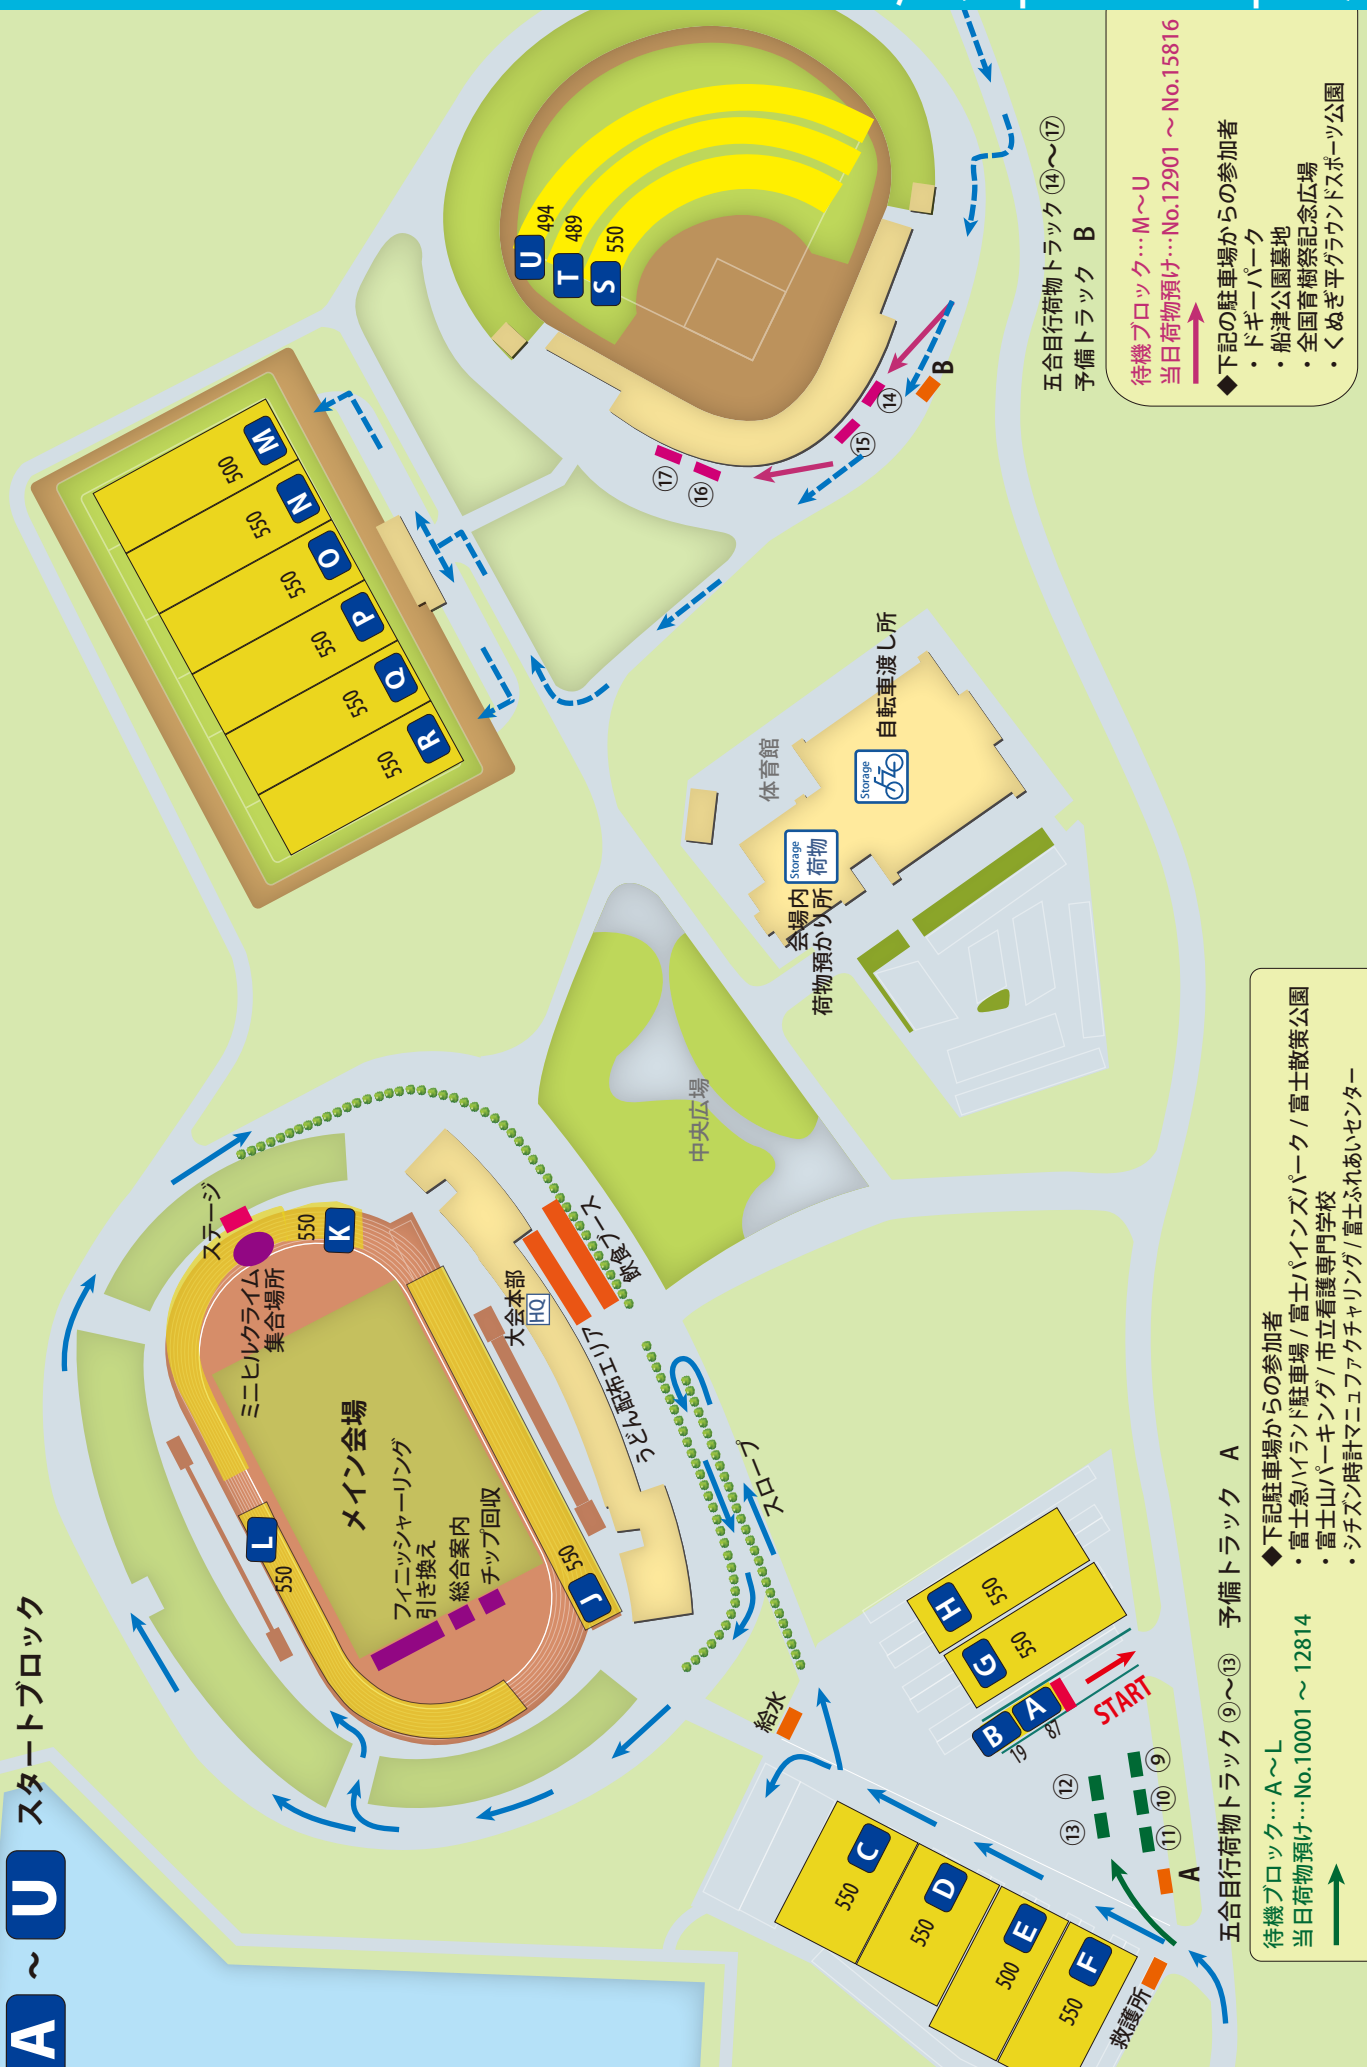 A ～ U スタートブロック
L
550
ステージ
550
K
ミニヒルクライム
集合場所
メイン会場
フィニッシャーリング
引き換え
総合案内
チップ回収
550
J
大会本部
HQ
飲食ブース
うどん配布エリア
スロープ
給水
C
550
D
550
E
500
F
550
救護所
H
550
G
550
B
A
19
87
START
⑫
⑬
⑨
⑩
⑪
A
五合目行荷物トラック ⑨～⑬ 予備トラック A
待機ブロック…A～L
当日荷物預け…No.10001 ～ 12814
◆下記駐車場からの参加者
・富士急ハイランド駐車場 / 富士パインズパーク / 富士散策公園
・富士山パーキング / 市立看護専門学校
・シチズン時計マニュファクチャリング / 富士ふれあいセンター
中央広場
体育館
Storage
荷物
会場内
荷物預かり所
Storage
自転車渡し所
R
550
Q
550
P
550
O
550
N
550
M
500
U
494
T
489
S
550
⑰
⑯
⑮
⑭
B
五合目行荷物トラック ⑭～⑰
予備トラック B
待機ブロック…M～U
当日荷物預け…No.12901 ～ No.15816
◆下記の駐車場からの参加者
・ドギーパーク
・船津公園墓地
・全国育樹祭記念広場
・くぬぎ平グラウンドスポーツ公園